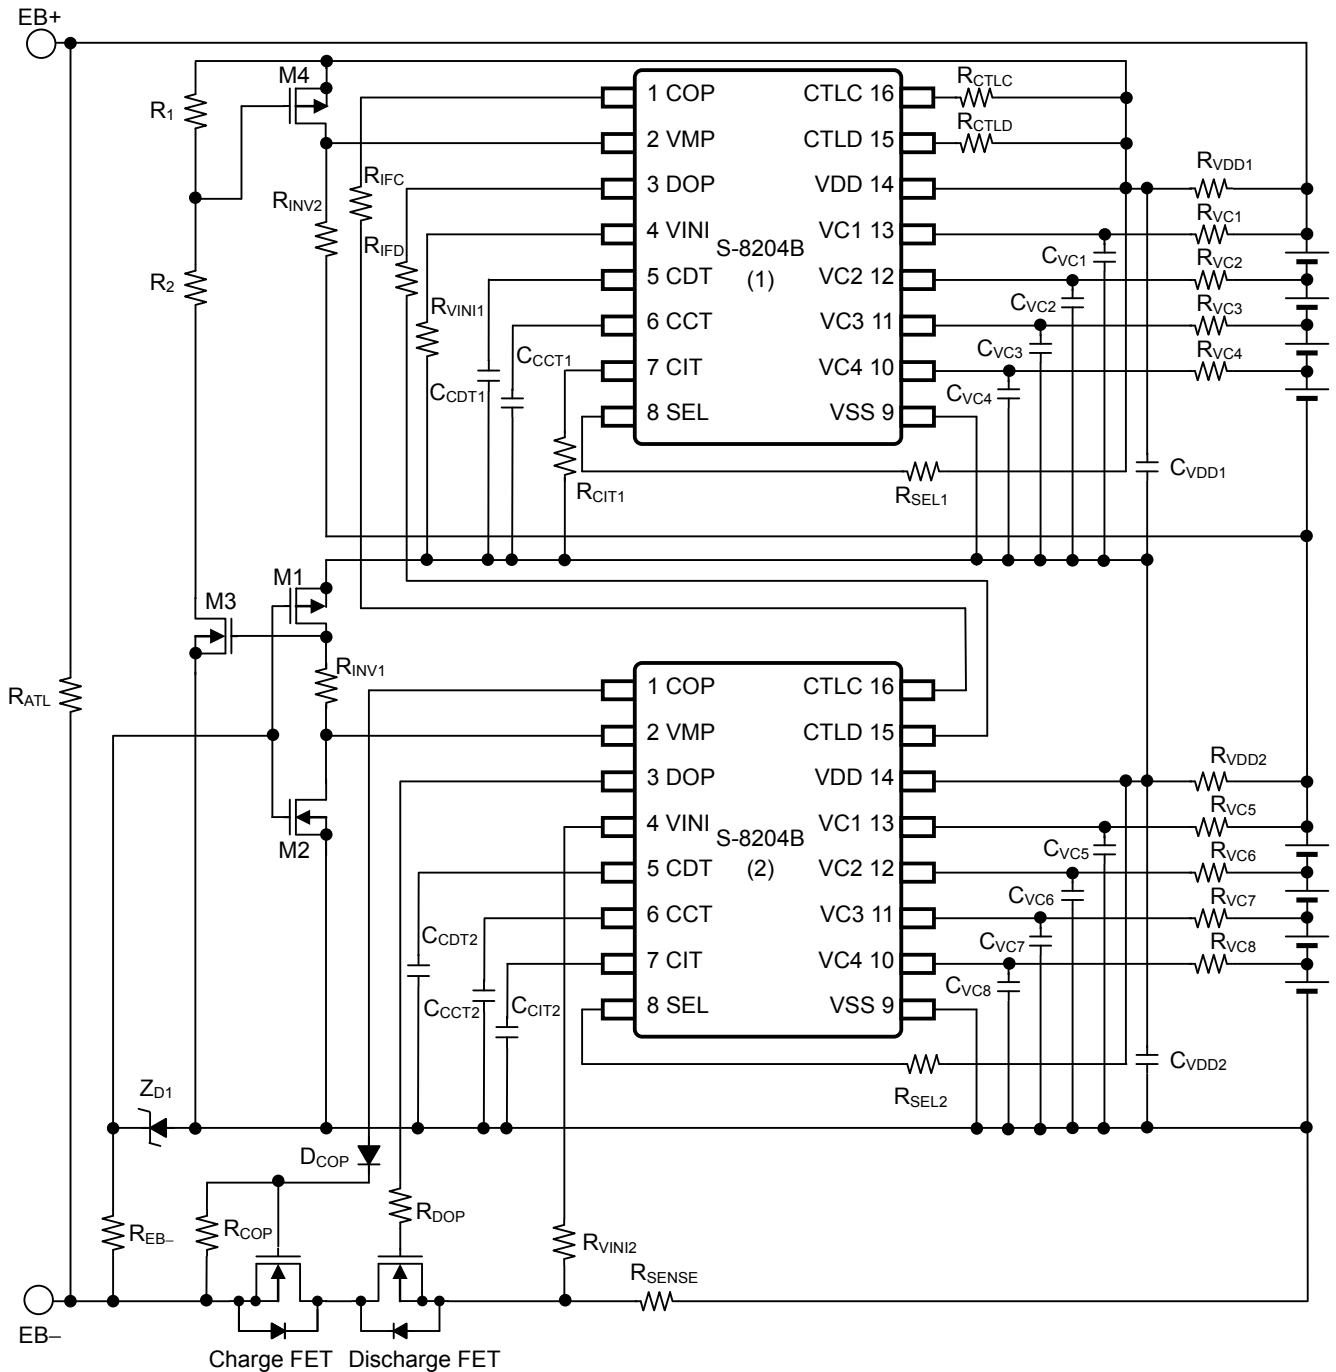 EB+
M4
R1
R2
RINV2
RIFC
RIFD
RVINI1
CCDT1
CCCT1
RCIT1
1 COP
2 VMP
3 DOP
4 VINI
5 CDT
6 CCT
7 CIT
8 SEL
S-8204B
(1)
CTLC 16
CTLD 15
VDD 14
VC1 13
VC2 12
VC3 11
VC4 10
VSS 9
RCTLC
RCTLD
RVDD1
RVC1
RVC2
RVC3
RVC4
CVC1
CVC2
CVC3
CVC4
RSEL1
CVDD1
M1
M3
RINV1
RATL
M2
1 COP
2 VMP
3 DOP
4 VINI
5 CDT
6 CCT
7 CIT
8 SEL
S-8204B
(2)
CTLC 16
CTLD 15
VDD 14
VC1 13
VC2 12
VC3 11
VC4 10
VSS 9
RVDD2
RVC5
RVC6
RVC7
RVC8
CVC5
CVC6
CVC7
CVC8
CCDT2
CCCT2
CCIT2
RSEL2
CVDD2
ZD1
DCOP
REB–
RCOP
RDOP
RVINI2
RSENSE
EB–
Charge FET
Discharge FET